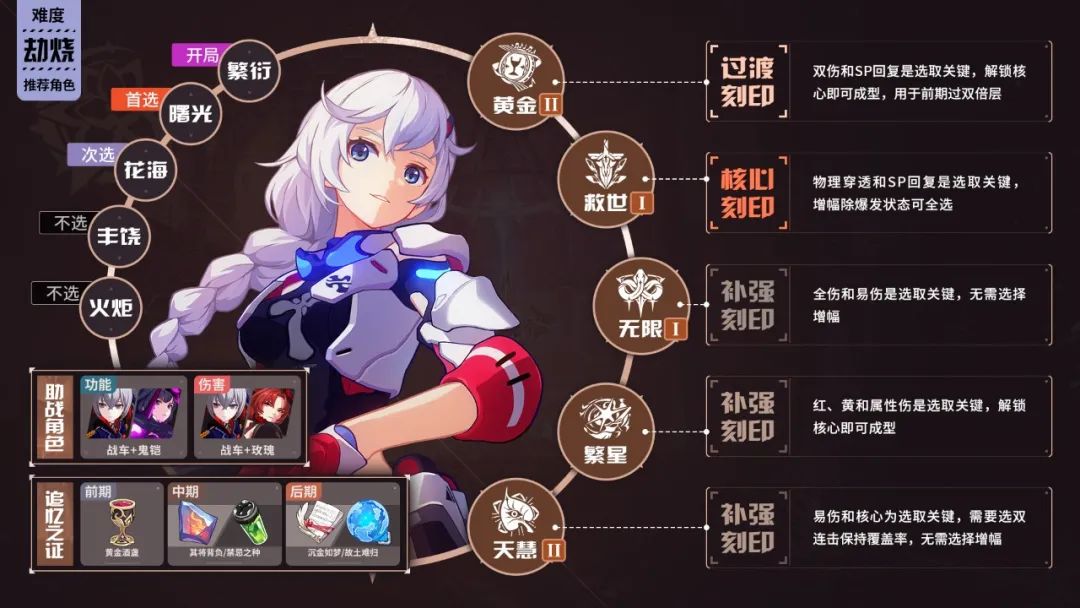 难度
劫烧
推荐角色
开局
繁衍
首选
曙光
次选
花海
不选
丰饶
不选
火炬
黄金 II
救世 I
无限 I
繁星
天慧 II
过渡
刻印
双伤和SP回复是选取关键，解锁核
心即可成型，用于前期过双倍层
核心
刻印
物理穿透和SP回复是选取关键，
增幅除爆发状态可全选
补强
刻印
全伤和易伤是选取关键，无需选择
增幅
补强
刻印
红、黄和属性伤是选取关键，解锁
核心即可成型
补强
刻印
易伤和核心为选取关键，需要选双
连击保持覆盖率，无需选择增幅
助战角色
功能
战车+鬼铠
伤害
战车+玫瑰
追忆之证
前期
黄金酒盏
中期
其将背负/禁忌之种
后期
沉金如梦/故土难归